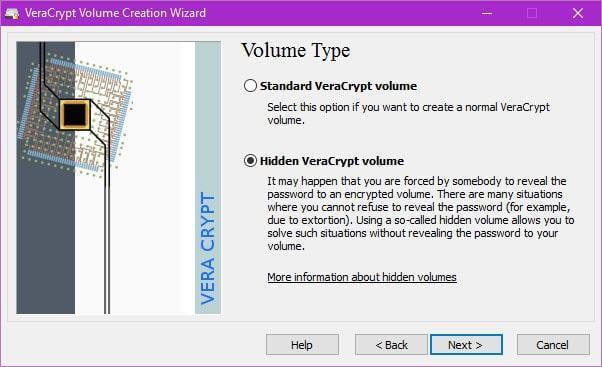 VeraCrypt Volume Creation Wizard
VERA CRYPT
Volume Type
Standard VeraCrypt volume
Select this option if you want to create a normal VeraCrypt
volume.
Hidden VeraCrypt volume
It may happen that you are forced by somebody to reveal the
password to an encrypted volume. There are many situations
where you cannot refuse to reveal the password (for example,
due to extortion). Using a so-called hidden volume allows you to
solve such situations without revealing the password to your
volume.
More information about hidden volumes
Help
< Back
Next >
Cancel